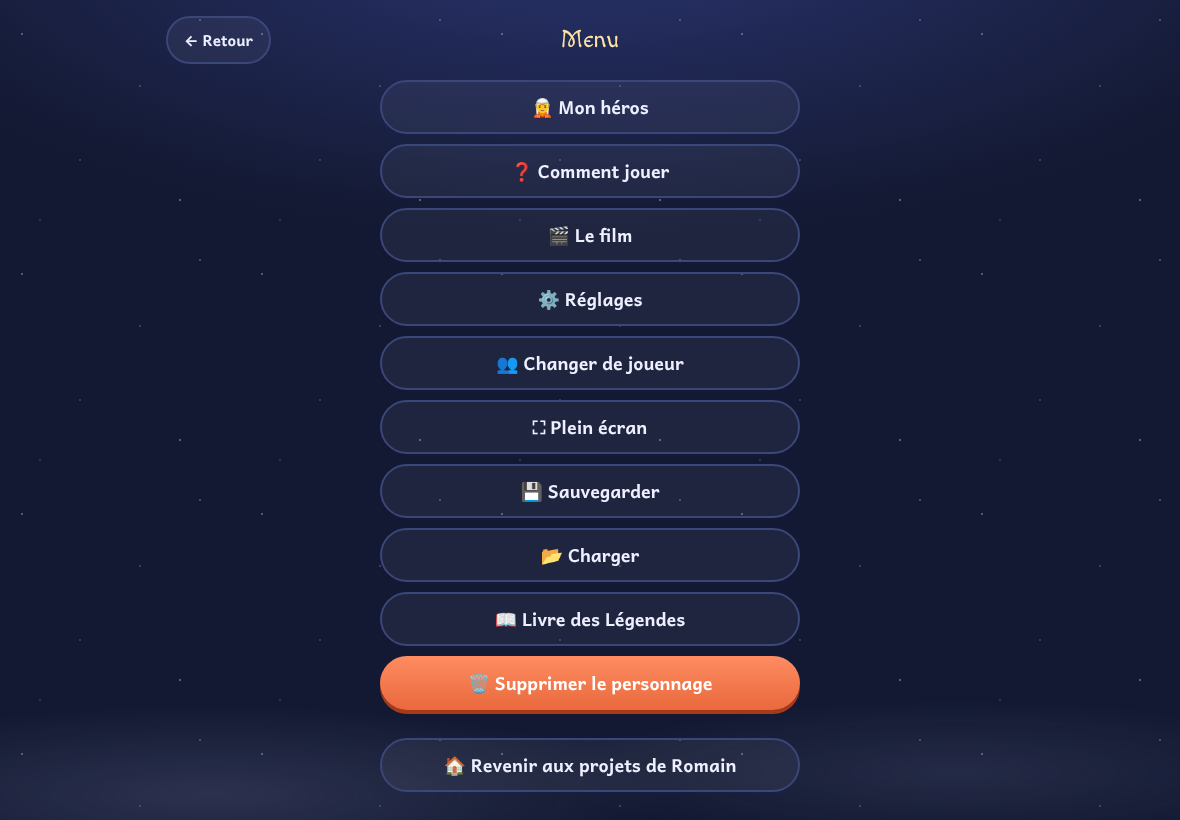 ← Retour
Menu
Mon héros
Comment jouer
Le film
Réglages
Changer de joueur
Plein écran
Sauvegarder
Charger
Livre des Légendes
Supprimer le personnage
Revenir aux projets de Romain